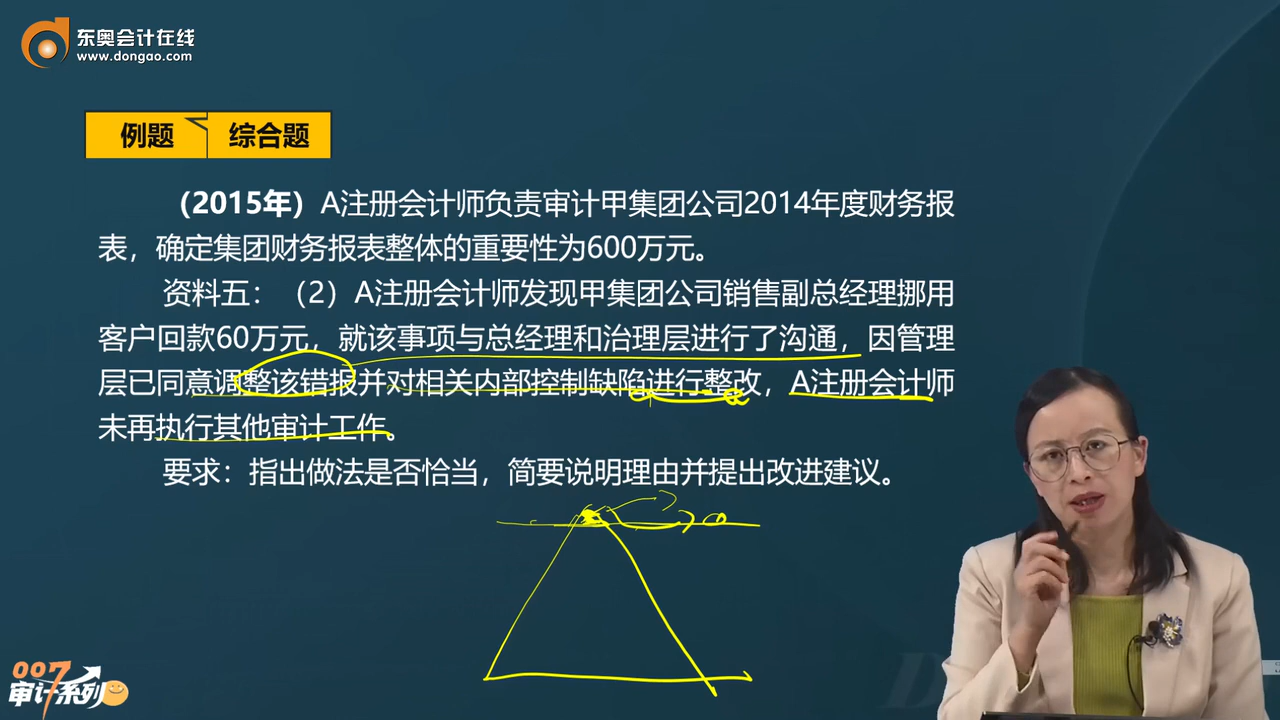 东奥会计在线
www.dongao.com
例题 综合题
（2015年）A注册会计师负责审计甲集团公司2014年度财务报
表，确定集团财务报表整体的重要性为600万元。
资料五：（2）A注册会计师发现甲集团公司销售副总经理挪用
客户回款60万元，就该事项与总经理和治理层进行了沟通，因管理
层已同意调整该错报并对相关内部控制缺陷进行整改，A注册会计师
未再执行其他审计工作。
要求：指出做法是否恰当，简要说明理由并提出改进建议。
007
审计系列